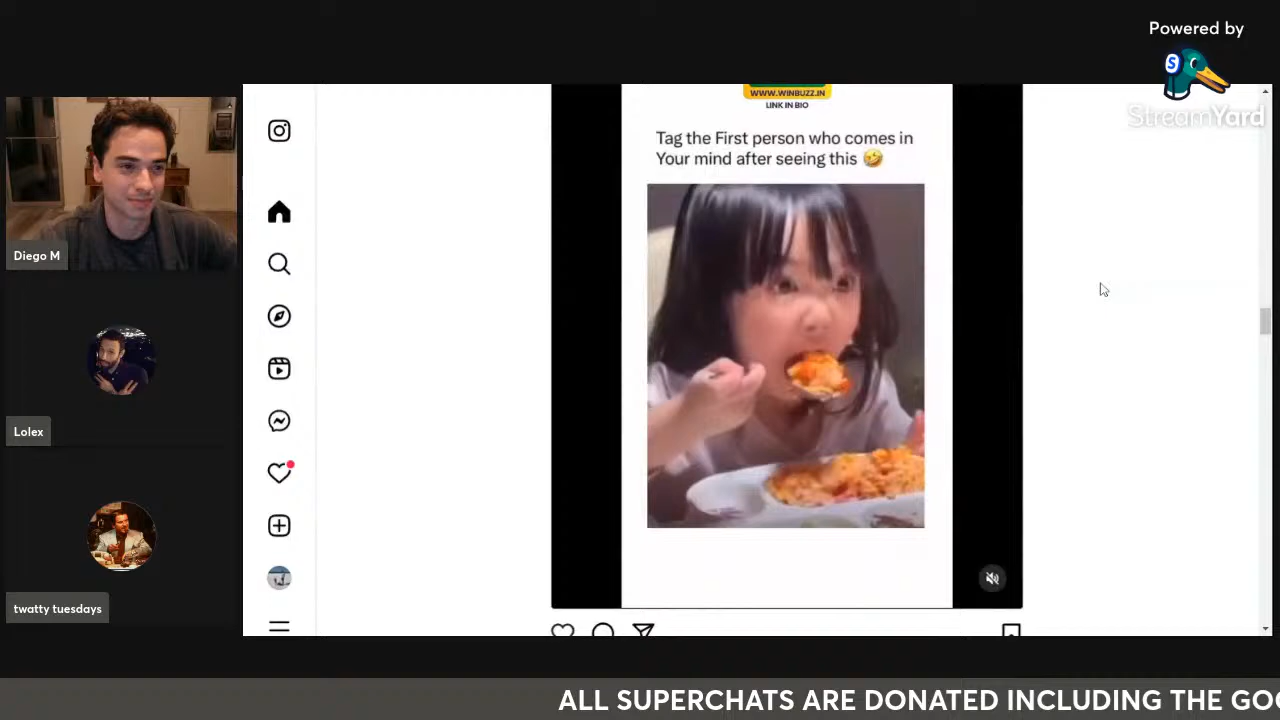 Powered by
S
StreamYard
WWW.WINBUZZ.IN
LINK IN BIO
Tag the First person who comes in
Your mind after seeing this 🤣
Diego M
Lolex
twatty tuesdays
ALL SUPERCHATS ARE DONATED INCLUDING THE GOO